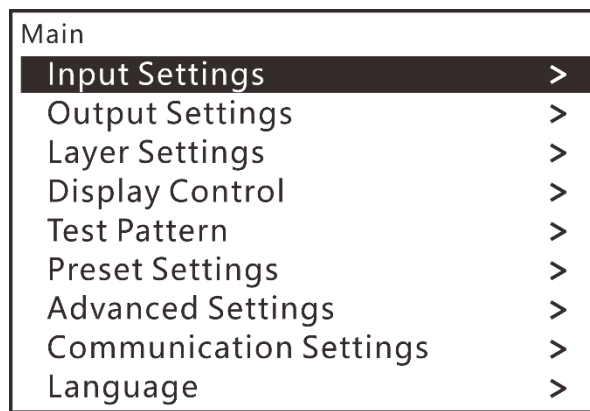 Main
Input Settings >
Output Settings >
Layer Settings >
Display Control >
Test Pattern >
Preset Settings >
Advanced Settings >
Communication Settings >
Language >